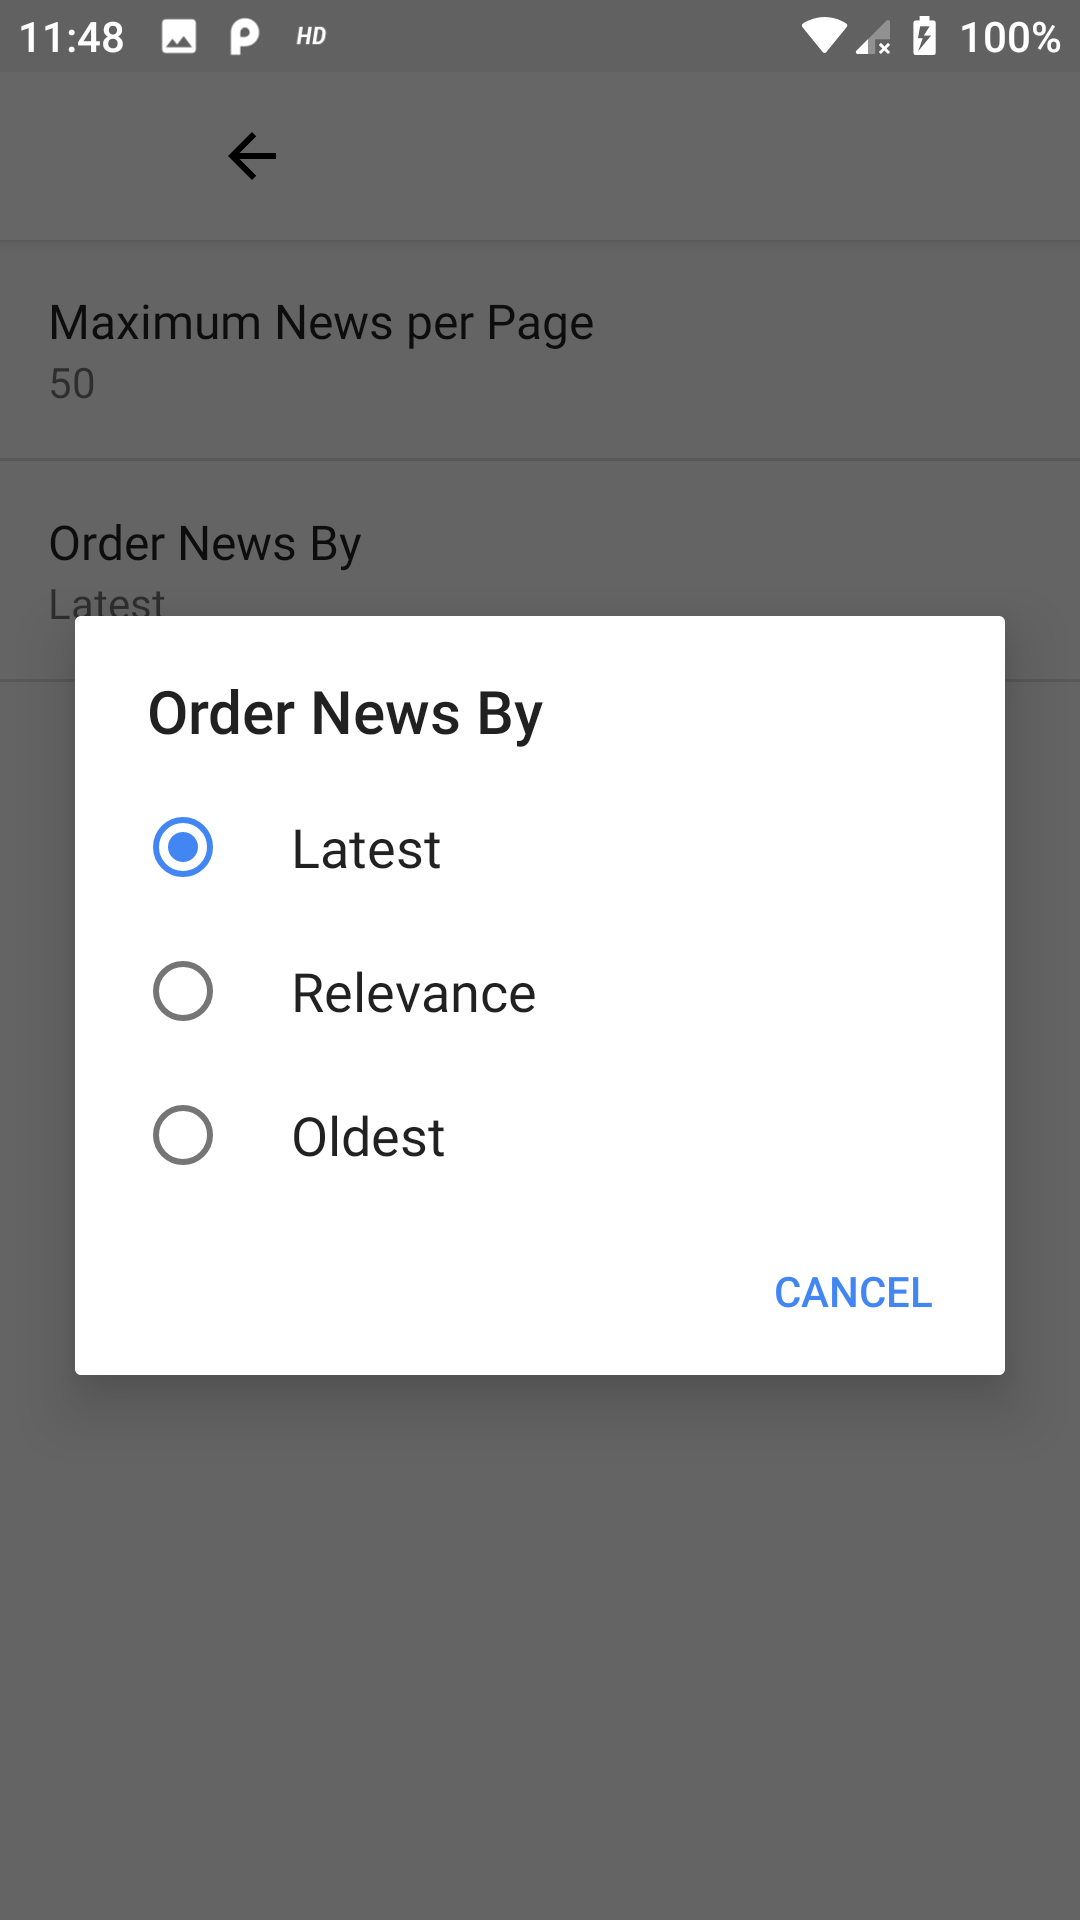 11:48 HD 100%
Maximum News per Page
50
Order News By
Latest
Order News By
Latest
Relevance
Oldest
CANCEL